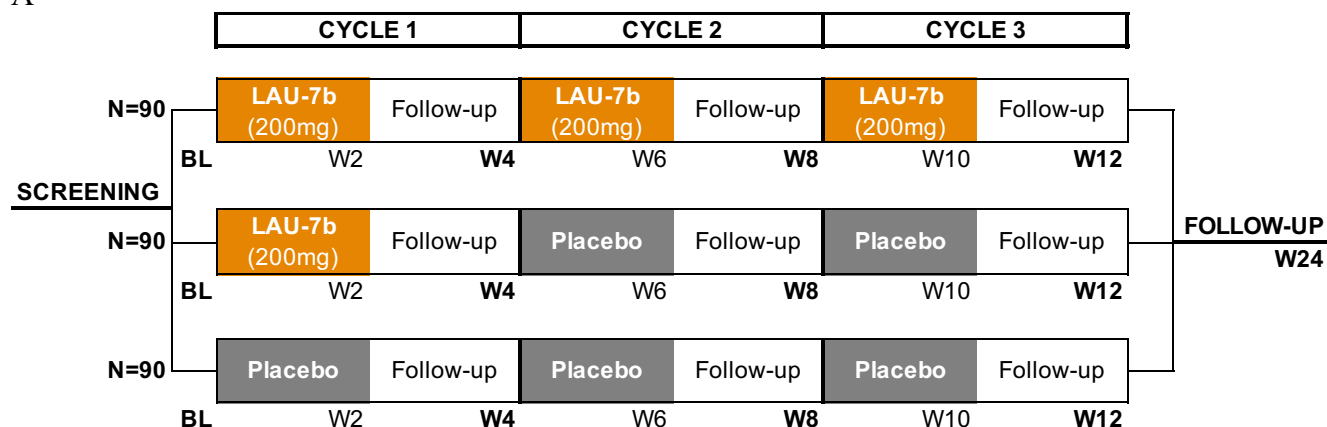 A
CYCLE 1 CYCLE 2 CYCLE 3
N=90 LAU-7b (200mg) Follow-up LAU-7b (200mg) Follow-up LAU-7b (200mg) Follow-up
BL W2 W4 W6 W8 W10 W12
SCREENING
N=90 LAU-7b (200mg) Follow-up Placebo Follow-up Placebo Follow-up
BL W2 W4 W6 W8 W10 W12
FOLLOW-UP
W24
N=90 Placebo Follow-up Placebo Follow-up Placebo Follow-up
BL W2 W4 W6 W8 W10 W12